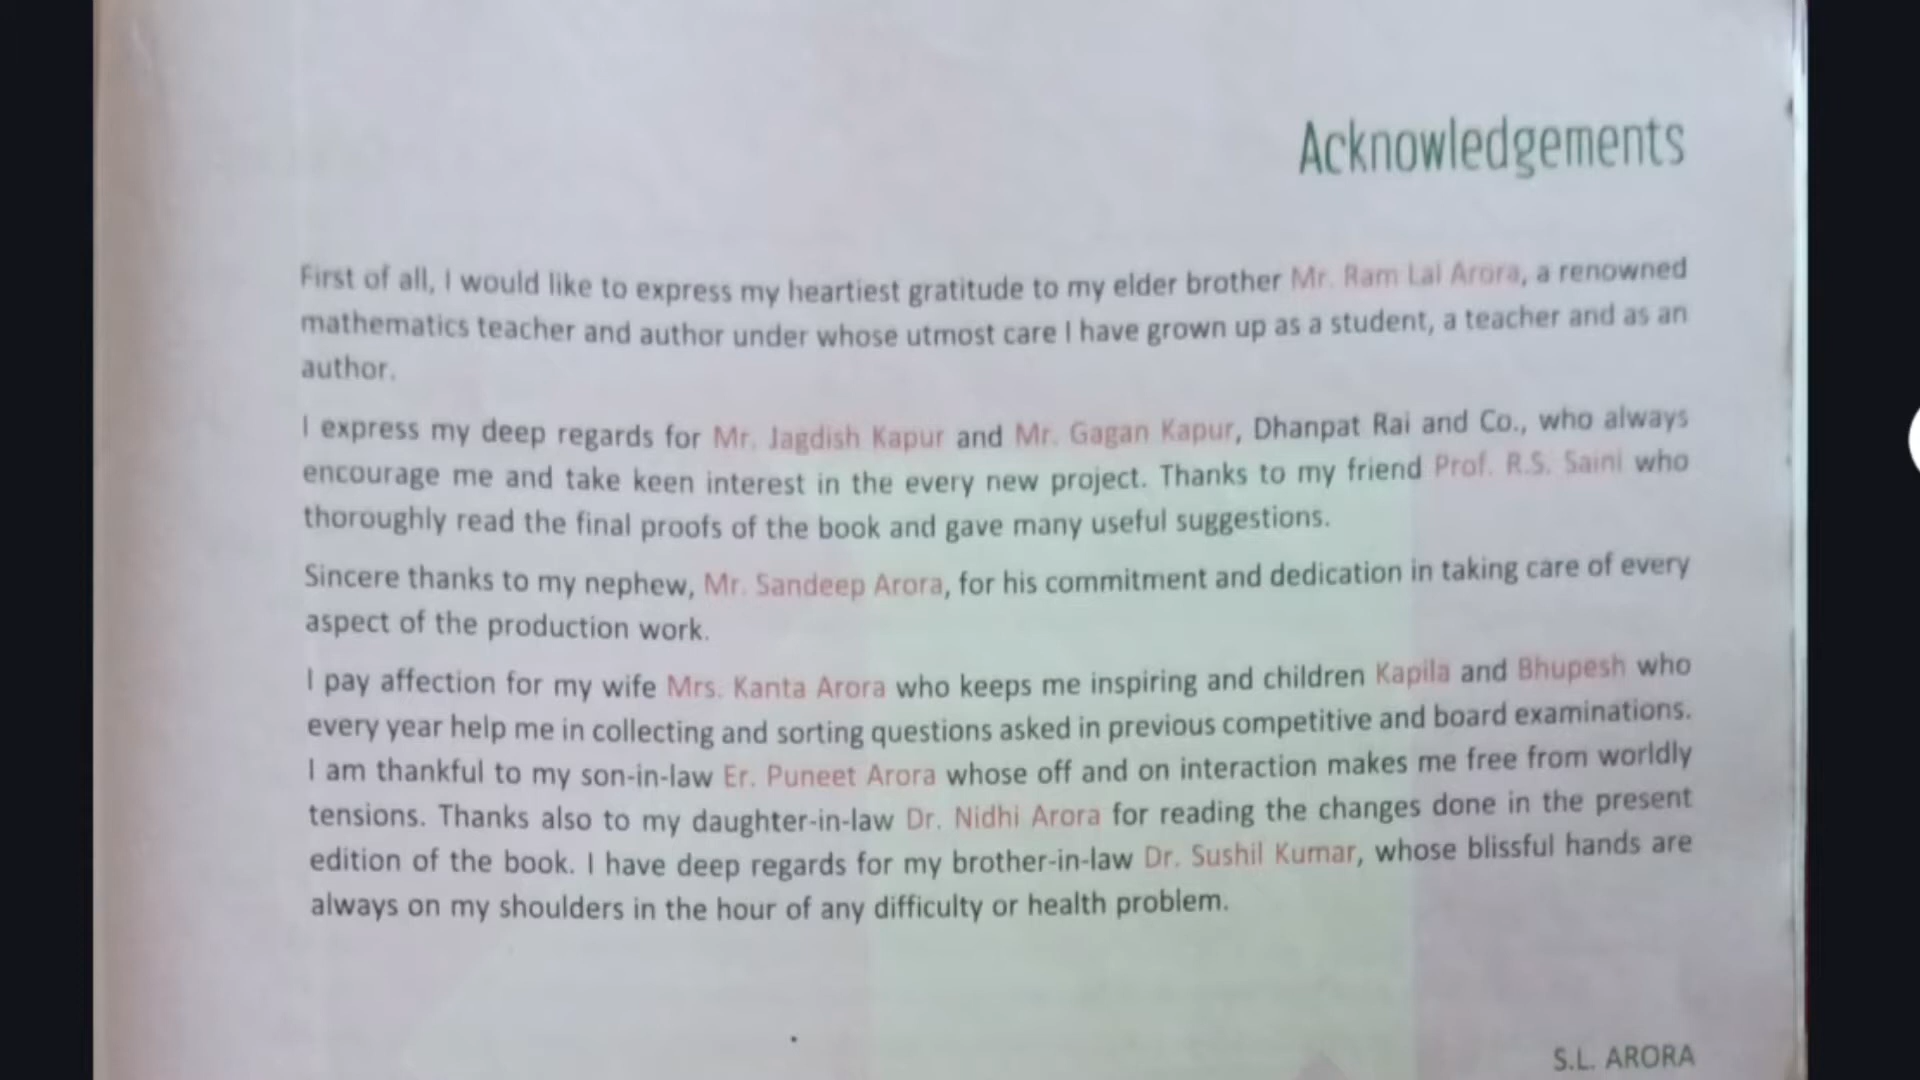 Acknowledgements
First of all, I would like to express my heartiest gratitude to my elder brother Mr. Ram Lal Arora, a renowned
mathematics teacher and author under whose utmost care I have grown up as a student, a teacher and as an
author.
I express my deep regards for Mr. Jagdish Kapur and Mr. Gagan Kapur, Dhanpat Rai and Co., who always
encourage me and take keen interest in the every new project. Thanks to my friend Prof. R.S. Saini who
thoroughly read the final proofs of the book and gave many useful suggestions.
Sincere thanks to my nephew, Mr. Sandeep Arora, for his commitment and dedication in taking care of every
aspect of the production work.
I pay affection for my wife Mrs. Kanta Arora who keeps me inspiring and children Kapila and Bhupesh who
every year help me in collecting and sorting questions asked in previous competitive and board examinations.
I am thankful to my son-in-law Er. Puneet Arora whose off and on interaction makes me free from worldly
tensions. Thanks also to my daughter-in-law Dr. Nidhi Arora for reading the changes done in the present
edition of the book. I have deep regards for my brother-in-law Dr. Sushil Kumar, whose blissful hands are
always on my shoulders in the hour of any difficulty or health problem.
S.L. ARORA